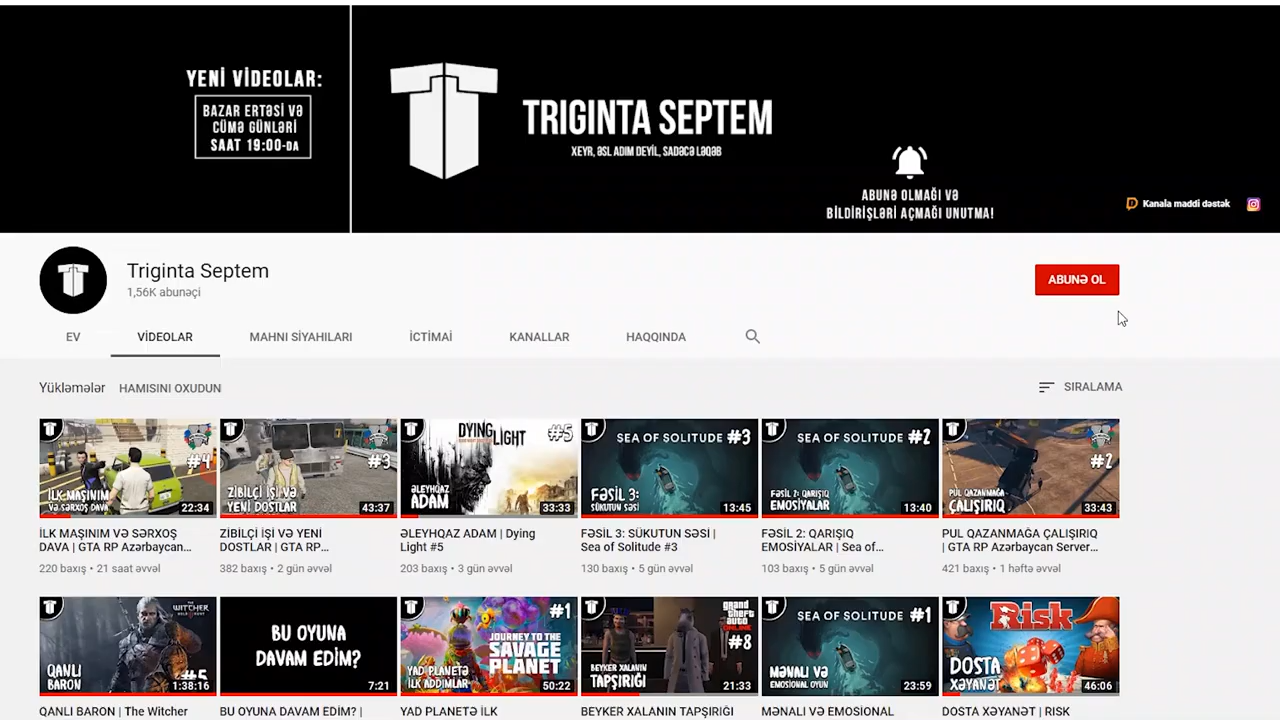 YENİ VİDEOLAR:
BAZAR ERTƏSİ VƏ
CÜMƏ GÜNLƏRİ
SAAT 19:00-DA
TRIGINTA SEPTEM
XEYR, ƏSL ADIM DEYİL, SADƏCƏ LƏQƏB
ABUNƏ OLMAĞI VƏ
BİLDİRİŞLƏRİ AÇMAĞI UNUTMA!
Kanala maddi dəstək
Triginta Septem
1,56K abunəçi
ABUNƏ OL
EV VİDEOLAR MAHNI SİYAHILARI İCTİMAİ KANALLAR HAQQINDA
Yükləmələr HAMISINI OXUDUN SIRALAMA
#4
İLK MAŞINIM
VƏ SƏRXOŞ DAVA
22:34
#3
ZİBİLÇİ İŞİ VƏ
YENİ DOSTLAR
43:37
DYING LIGHT #5
ƏLEYHQAZ
ADAM
33:33
SEA OF SOLITUDE #3
FƏSİL 3:
SÜKUTUN SƏSİ
13:45
SEA OF SOLITUDE #2
FƏSİL 2: QARIŞIQ
EMOSİYALAR
13:40
#2
PUL QAZANMAĞA
ÇALIŞIRIQ
33:43
İLK MAŞINIM VƏ SƏRXOŞ
DAVA | GTA RP Azərbaycan...
220 baxış • 21 saat əvvəl
ZİBİLÇİ İŞİ VƏ YENİ
DOSTLAR | GTA RP...
382 baxış • 2 gün əvvəl
ƏLEYHQAZ ADAM | Dying
Light #5
203 baxış • 3 gün əvvəl
FƏSİL 3: SÜKUTUN SƏSİ |
Sea of Solitude #3
130 baxış • 5 gün əvvəl
FƏSİL 2: QARIŞIQ
EMOSİYALAR | Sea of...
103 baxış • 5 gün əvvəl
PUL QAZANMAĞA ÇALIŞIRIQ
| GTA RP Azərbaycan Server...
421 baxış • 1 həftə əvvəl
THE WITCHER
QANLI
BARON
#5
1:38:16
BU OYUNA
DAVAM EDİM?
7:21
#1
JOURNEY TO THE
SAVAGE
PLANET
YAD PLANETƏ
İLK ADDIMLAR
50:22
grand
theft
auto
ONLINE
#8
BEYKER XALANIN
TAPŞIRIĞI
21:33
SEA OF SOLITUDE #1
MƏNALI VƏ
EMOSIONAL OYUN
23:59
RISK
DOSTA
XƏYANƏT
46:06
QANLI BARON | The Witcher
BU OYUNA DAVAM EDİM? |
YAD PLANETƏ İLK
BEYKER XALANIN TAPŞIRIĞI
MƏNALI VƏ EMOSIONAL
DOSTA XƏYANƏT | RISK